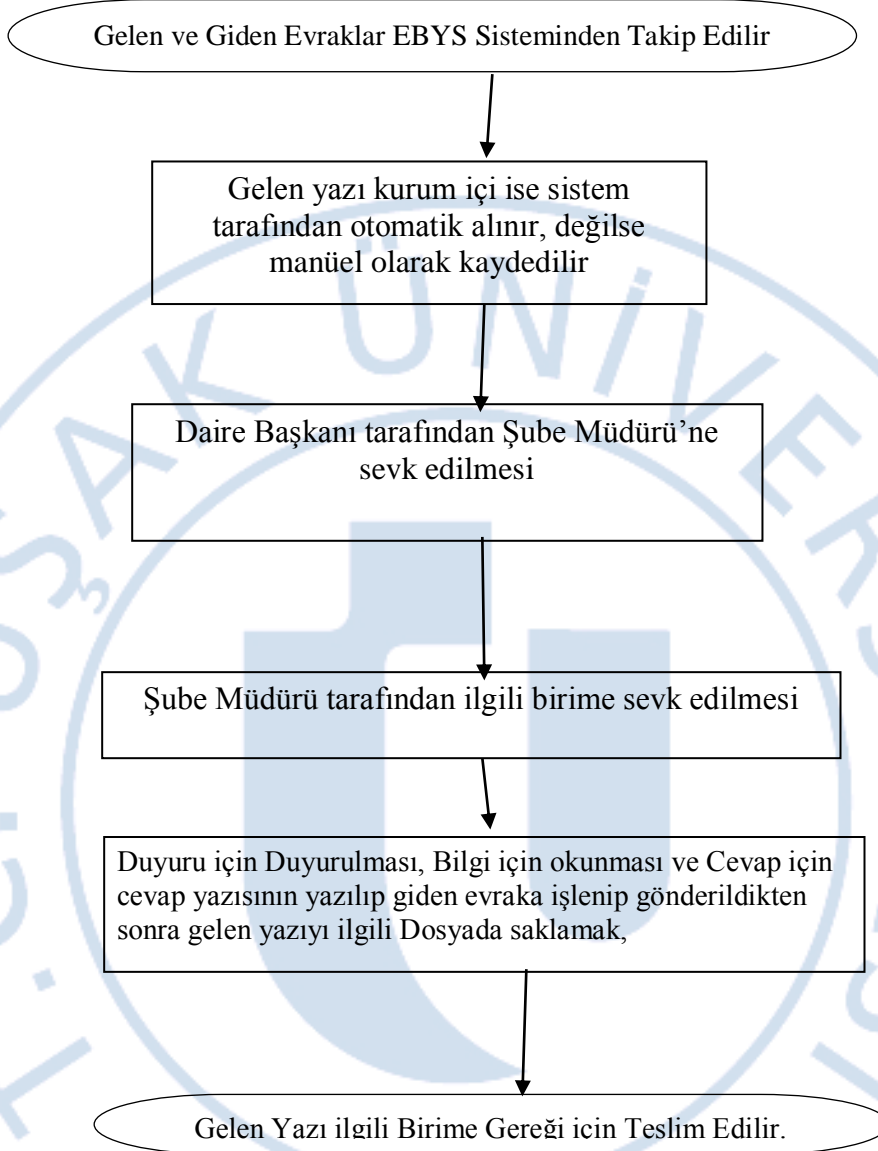 Gelen ve Giden Evraklar EBYS Sisteminden Takip Edilir
Gelen yazı kurum içi ise sistem
tarafından otomatik alınır, değilse
manüel olarak kaydedilir
Daire Başkanı tarafından Şube Müdürü’ne
sevk edilmesi
Şube Müdürü tarafından ilgili birime sevk edilmesi
Duyuru için Duyurulması, Bilgi için okunması ve Cevap için
cevap yazısının yazılıp giden evraka işlenip gönderildikten
sonra gelen yazıyı ilgili Dosyada saklamak,
Gelen Yazı ilgili Birime Gereği için Teslim Edilir.